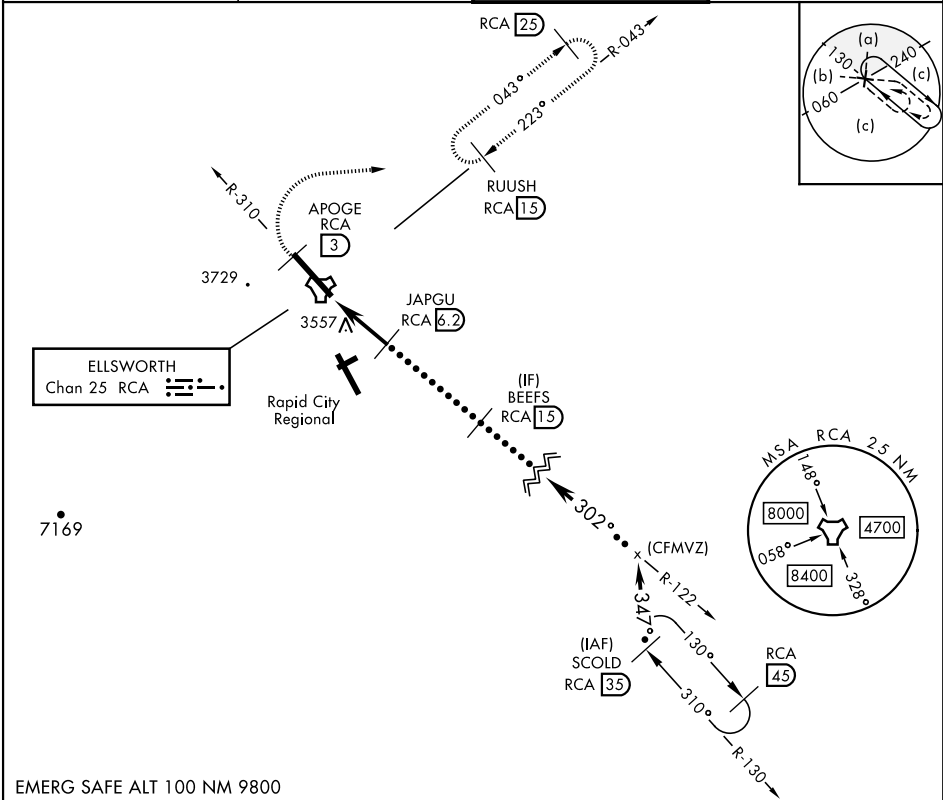 RCA 25
R-043
043°
223°
RUUSH
RCA 15
(a)
130
240
(b)
(c)
060
(c)
R-310
APOGE
RCA
3
3729
3557
JAPGU
RCA 6.2
ELLSWORTH
Chan 25 RCA
Rapid City
Regional
(IF)
BEEFS
RCA 15
7169
302°
(CFMVZ)
R-122
347°
(IAF)
SCOLD
RCA 35
130°
310°
RCA
45
R-130
MSA RCA 25 NM
148°
8000
4700
058°
8400
328°
EMERG SAFE ALT 100 NM 9800